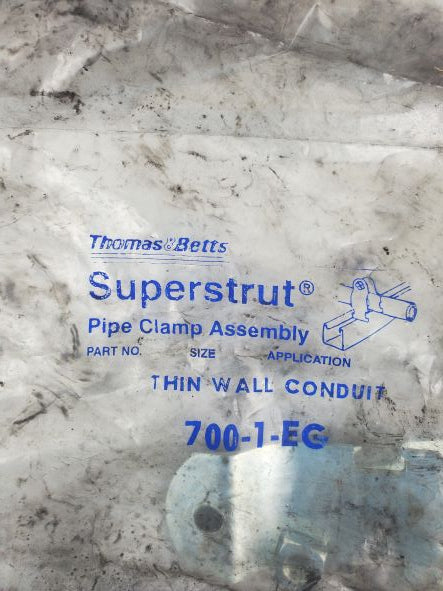 Thomas&Betts
Superstrut®
Pipe Clamp Assembly
PART NO. SIZE APPLICATION
THIN WALL CONDUIT
700-1-EG